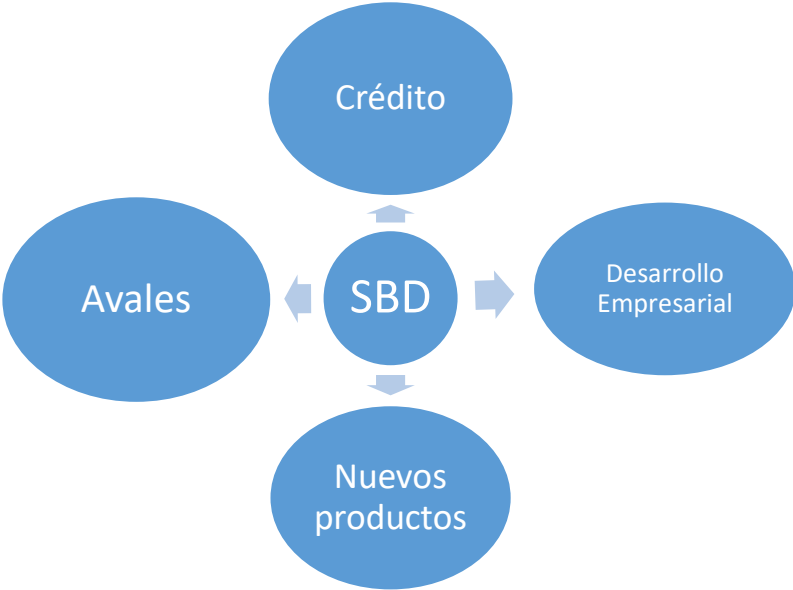 Crédito
Avales
SBD
Desarrollo
Empresarial
Nuevos
productos